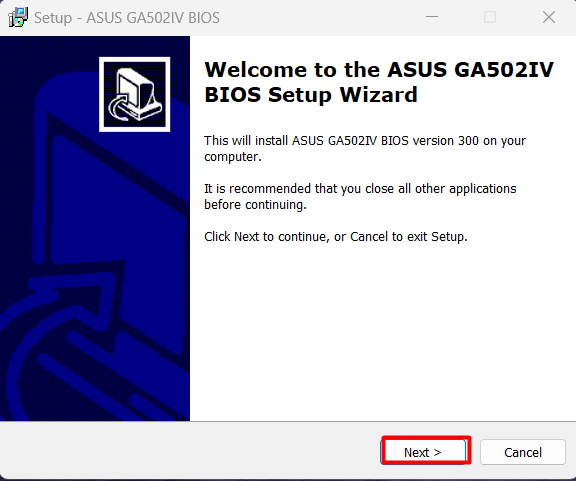 Setup - ASUS GA502IV BIOS
Welcome to the ASUS GA502IV
BIOS Setup Wizard
This will install ASUS GA502IV BIOS version 300 on your
computer.
It is recommended that you close all other applications
before continuing.
Click Next to continue, or Cancel to exit Setup.
Next >
Cancel